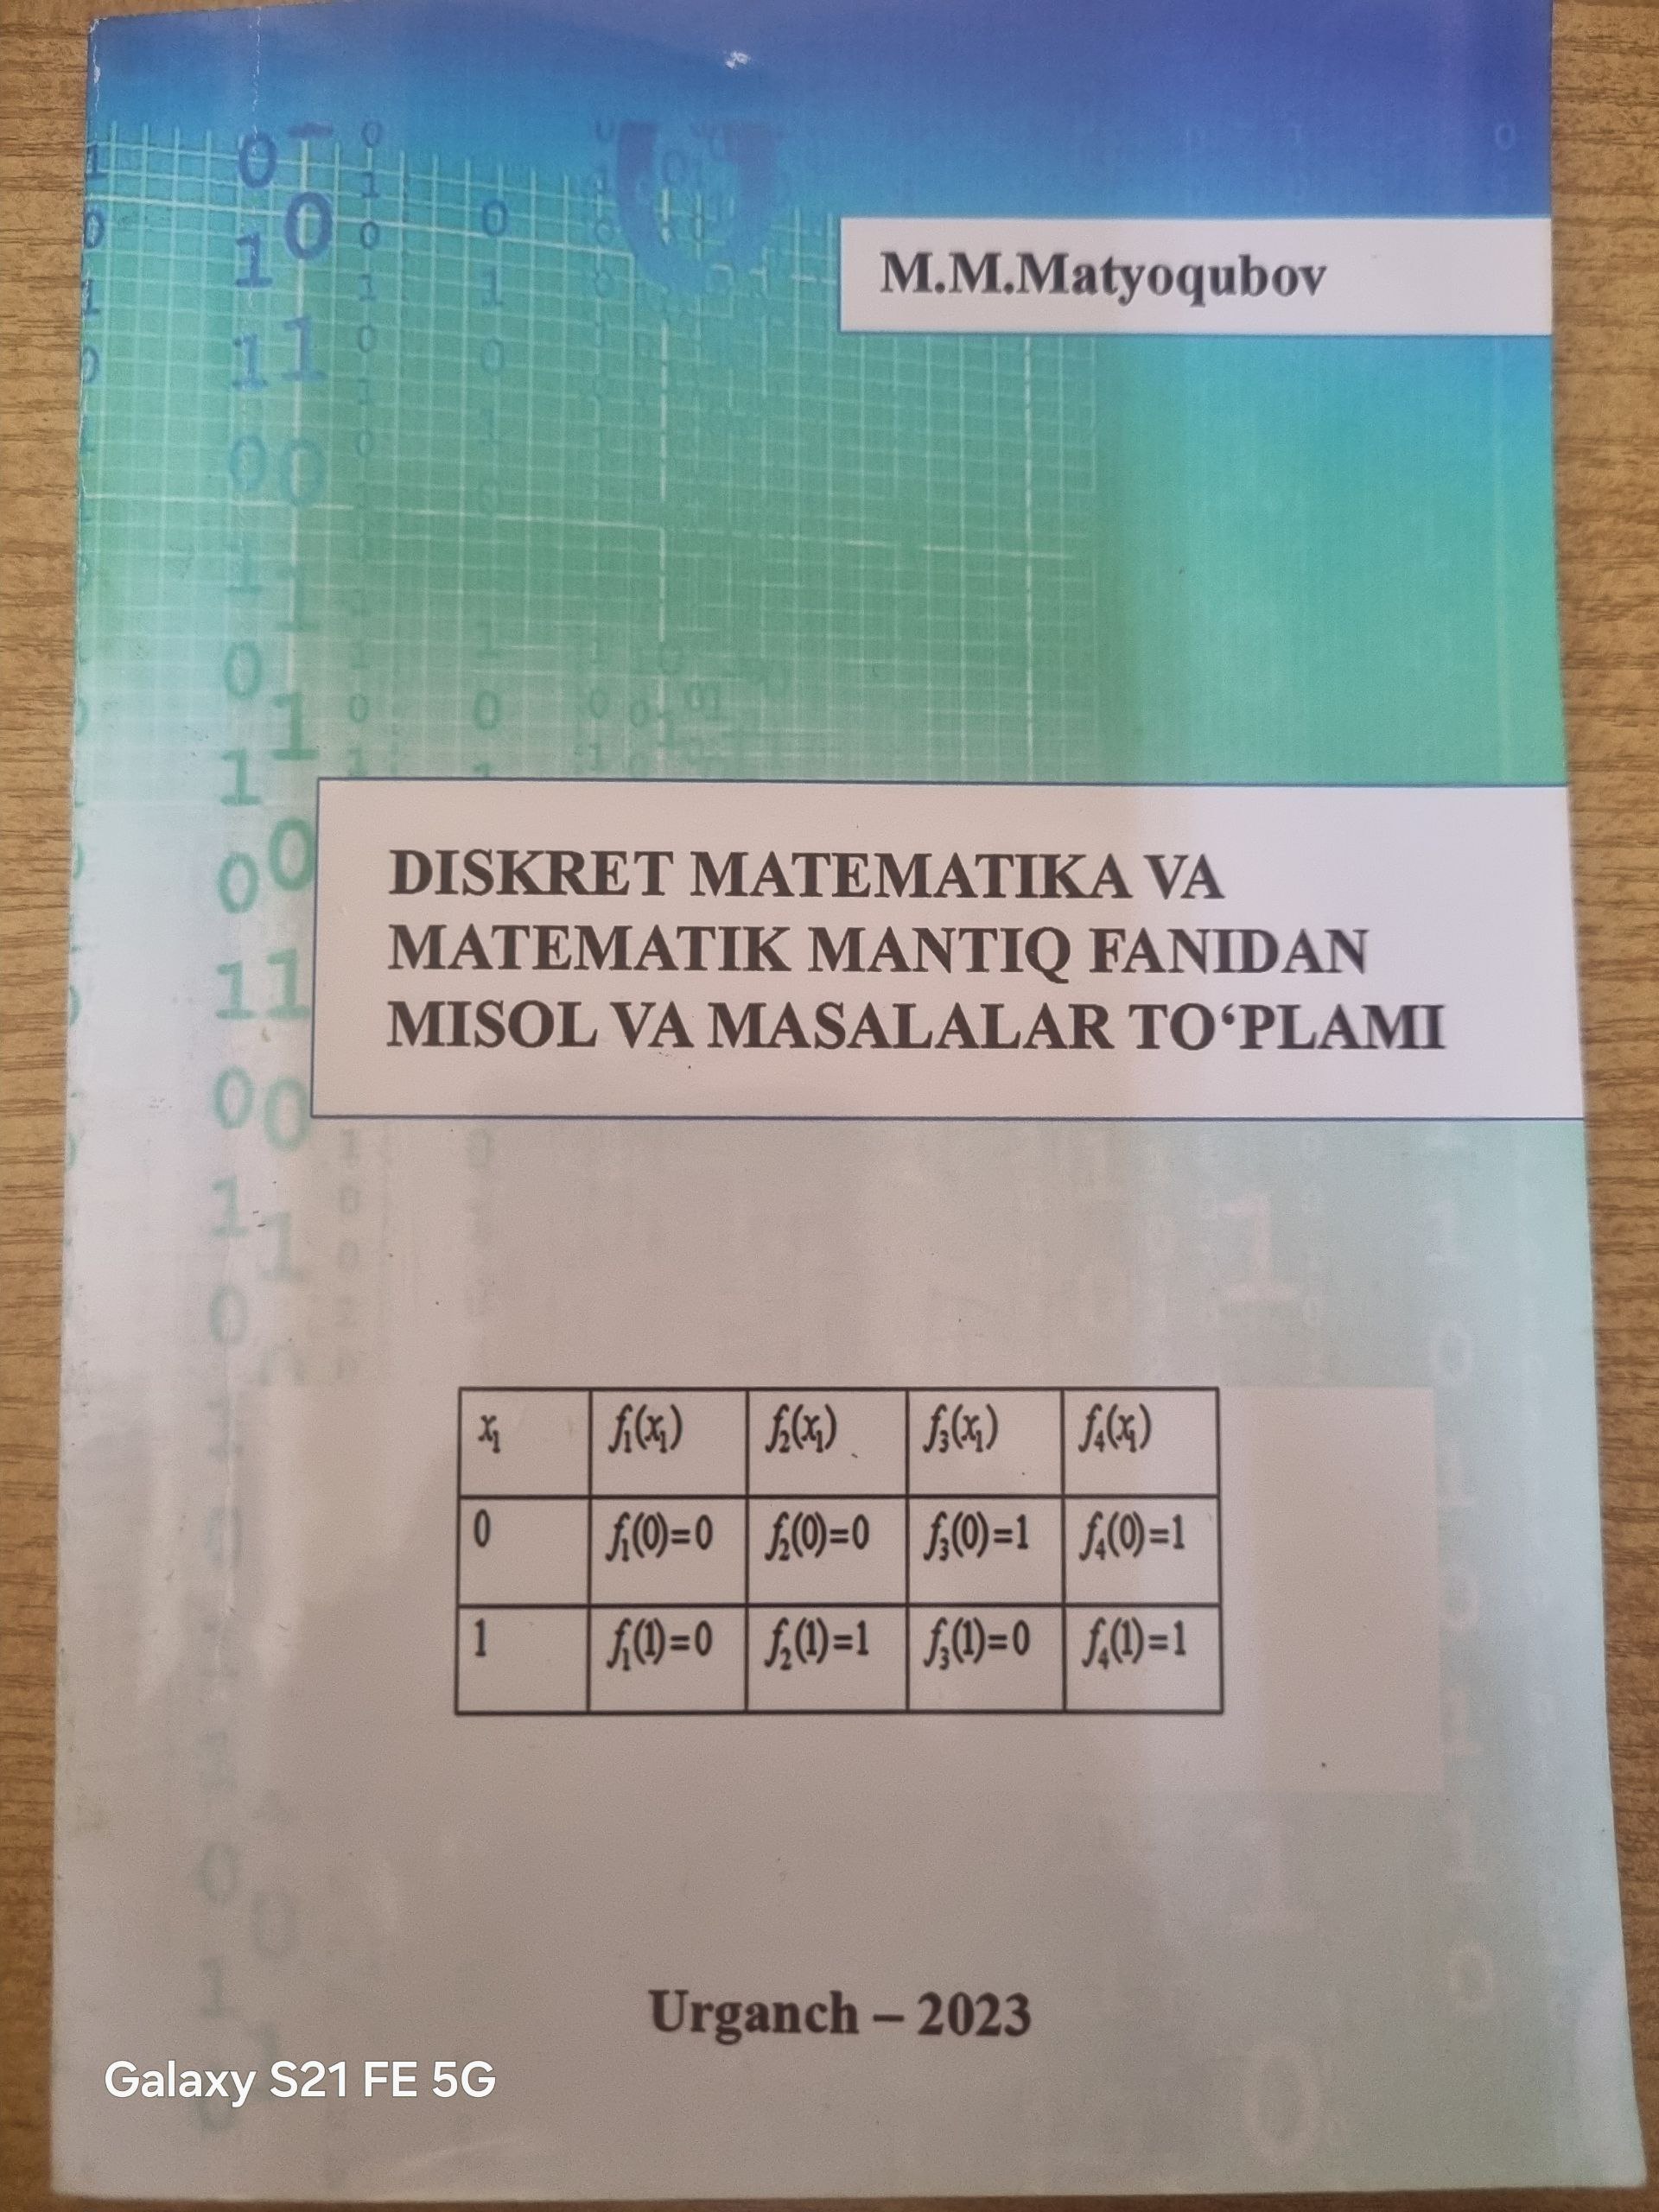 M.M.Matyoqubov
DISKRET MATEMATIKA VA
MATEMATIK MANTIQ FANIDAN
MISOL VA MASALALAR TO‘PLAMI
x₁ f₁(x₁) f₂(x₁) f₃(x₁) f₄(x₁)
0 f₁(0)=0 f₂(0)=0 f₃(0)=1 f₄(0)=1
1 f₁(1)=0 f₂(1)=1 f₃(1)=0 f₄(1)=1
Urganch – 2023
Galaxy S21 FE 5G